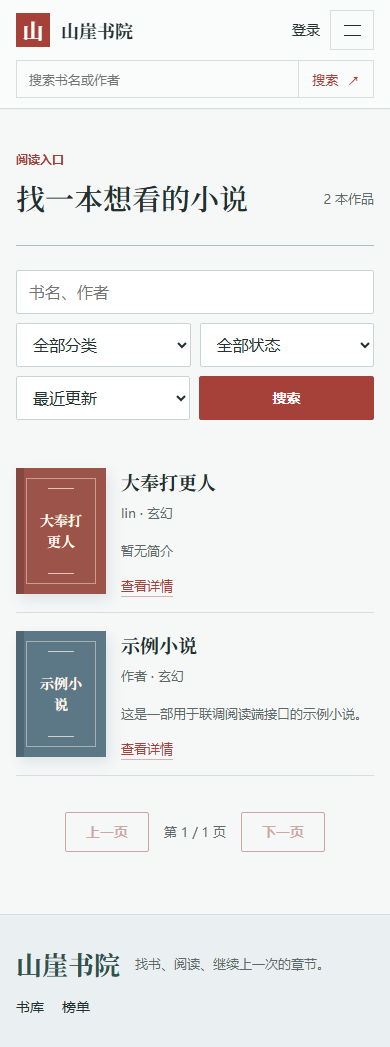 山 山崖书院 登录
搜索书名或作者 搜索 ↗
阅读入口
找一本想看的小说 2 本作品
书名、作者
全部分类 全部状态
最近更新 搜索
大奉打
更人
大奉打更人
lin · 玄幻
暂无简介
查看详情
示例小
说
示例小说
作者 · 玄幻
这是一部用于联调阅读端接口的示例小说。
查看详情
上一页 第 1 / 1 页 下一页
山崖书院 找书、阅读、继续上一次的章节。
书库 榜单